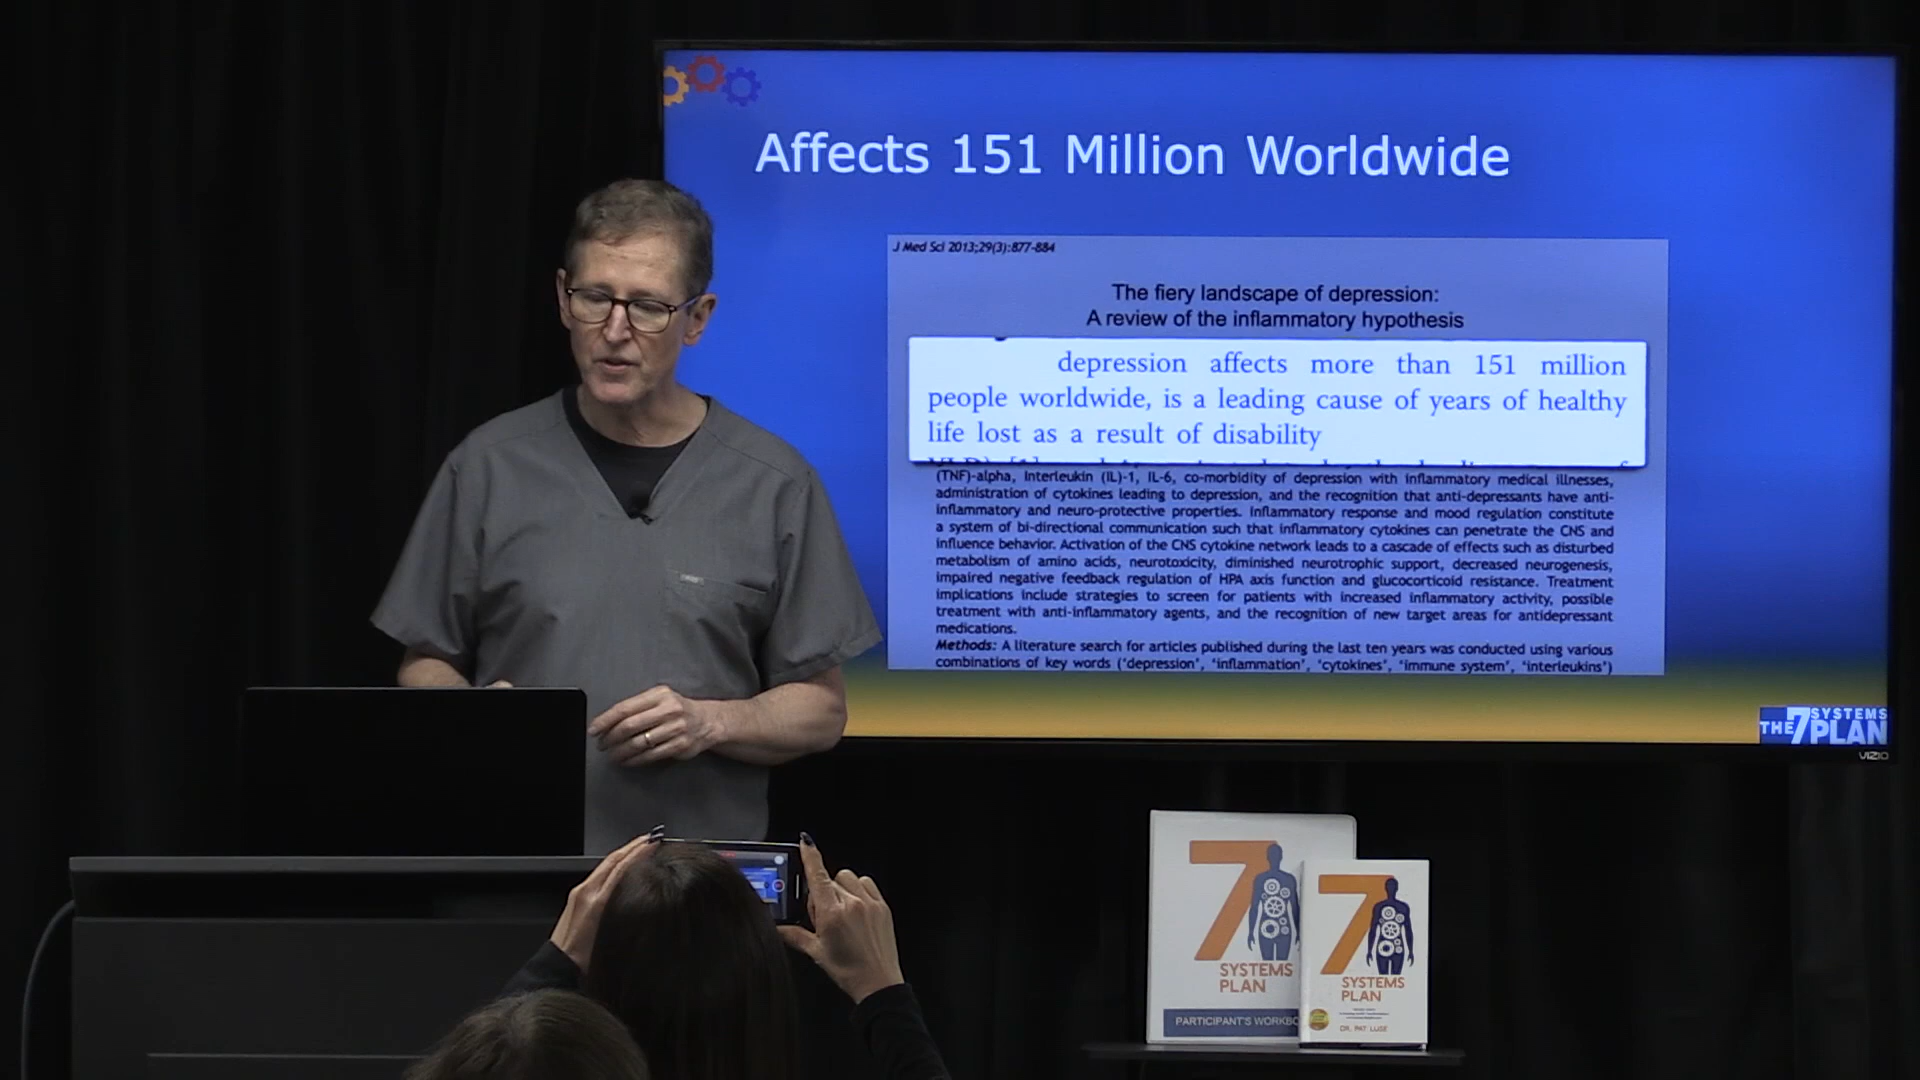 Affects 151 Million Worldwide
J Med Sci 2013;29(3):877-884
The fiery landscape of depression:
A review of the inflammatory hypothesis
depression affects more than 151 million
people worldwide, is a leading cause of years of healthy
life lost as a result of disability
(TNF)-alpha, Interleukin (IL)-1, IL-6, co-morbidity of depression with inflammatory medical illnesses,
administration of cytokines leading to depression, and the recognition that anti-depressants have anti-
inflammatory and neuro-protective properties. Inflammatory response and mood regulation constitute
a system of bi-directional communication such that inflammatory cytokines can penetrate the CNS and
influence behavior. Activation of the CNS cytokine network leads to a cascade of effects such as disturbed
metabolism of amino acids, neurotoxicity, diminished neurotrophic support, decreased neurogenesis,
impaired negative feedback regulation of HPA axis function and glucocorticoid resistance. Treatment
implications include strategies to screen for patients with increased inflammatory activity, possible
treatment with anti-inflammatory agents, and the recognition of new target areas for antidepressant
medications.
Methods: A literature search for articles published during the last ten years was conducted using various
combinations of key words ('depression', 'inflammation', 'cytokines', 'immune system', 'interleukins')
THE 7 SYSTEMS PLAN
VIZIO
7
SYSTEMS
PLAN
PARTICIPANT'S WORKBO
7
SYSTEMS
PLAN
DR. PAT LUSE